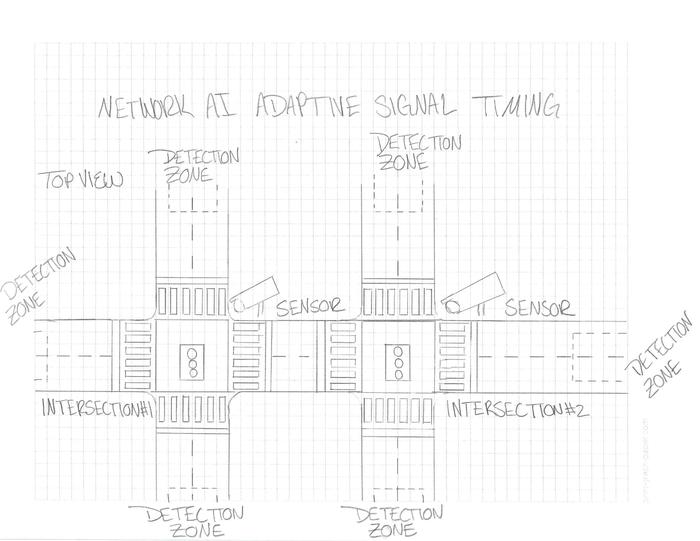 NETWORK AI ADAPTIVE SIGNAL TIMING
DETECTION
ZONE
DETECTION
ZONE
TOP VIEW
DETECTION
ZONE
SENSOR
SENSOR
DETECTION
ZONE
INTERSECTION#1
INTERSECTION#2
DETECTION
ZONE
DETECTION
ZONE